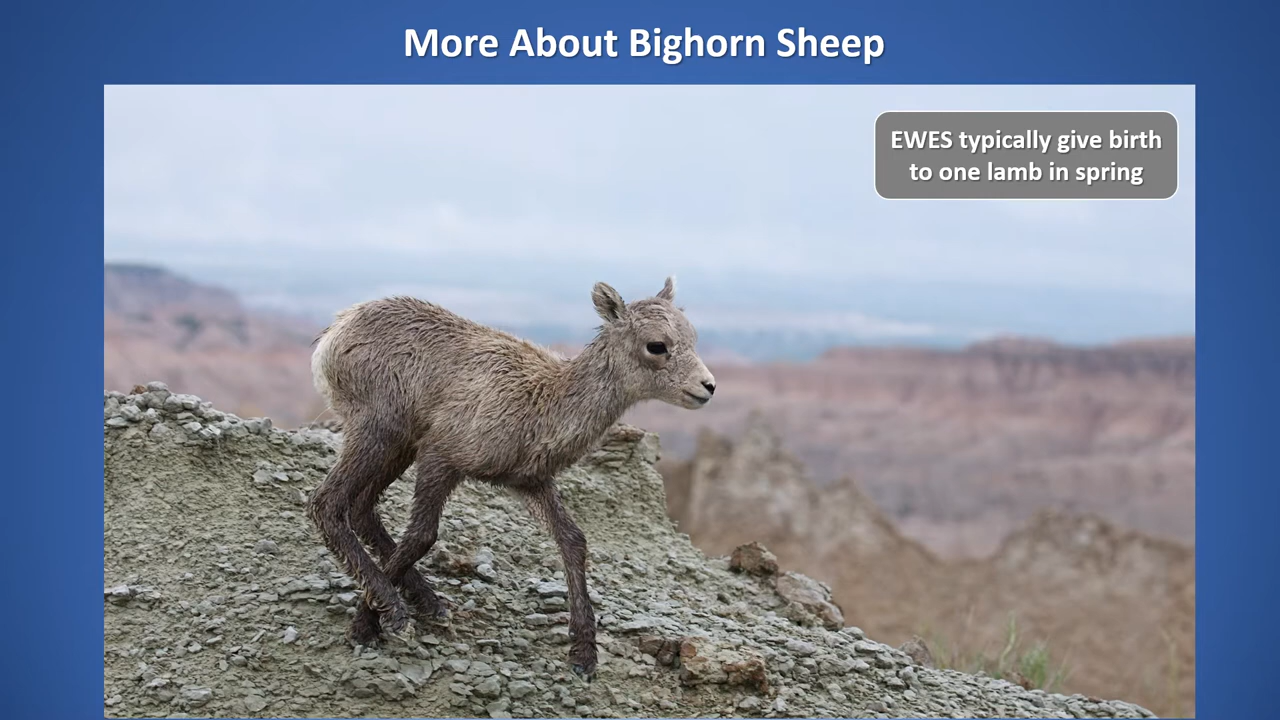 More About Bighorn Sheep
EWES typically give birth
to one lamb in spring